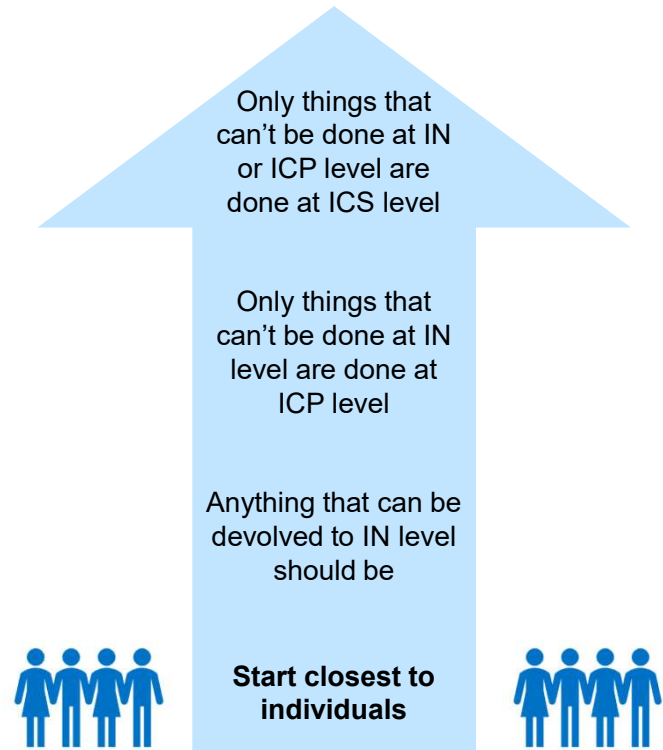 Only things that
can’t be done at IN
or ICP level are
done at ICS level
Only things that
can’t be done at IN
level are done at
ICP level
Anything that can be
devolved to IN level
should be
Start closest to
individuals